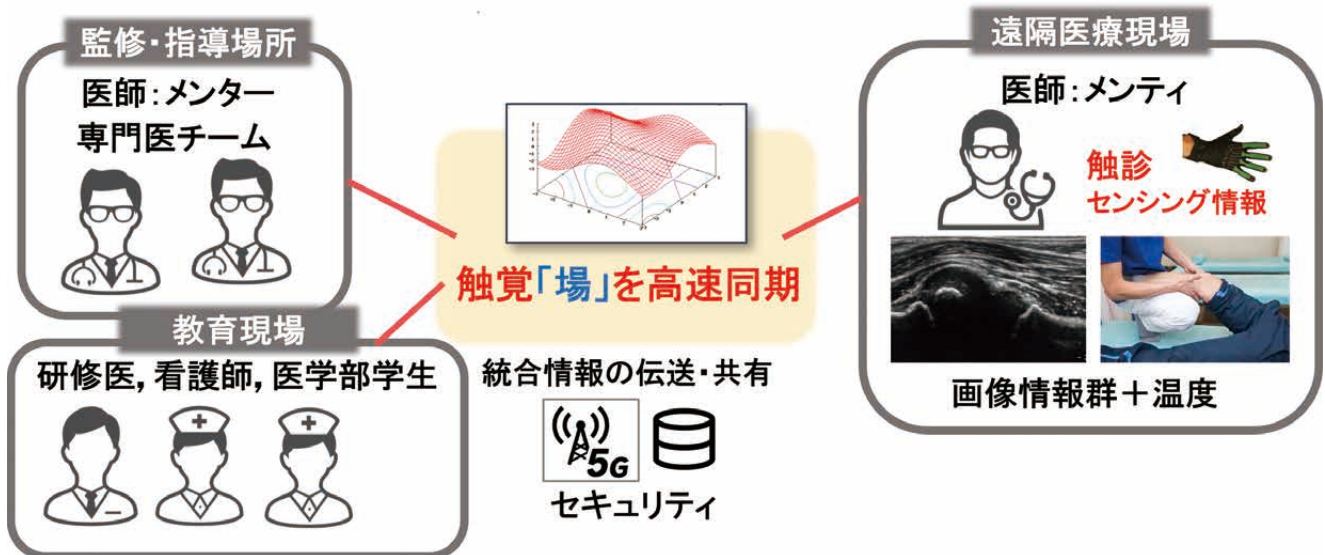 監修・指導場所
医師：メンター
専門医チーム
教育現場
研修医，看護師，医学部学生
触覚「場」を高速同期
統合情報の伝送・共有
5G
セキュリティ
遠隔医療現場
医師：メンティ
触診
センシング情報
画像情報群＋温度